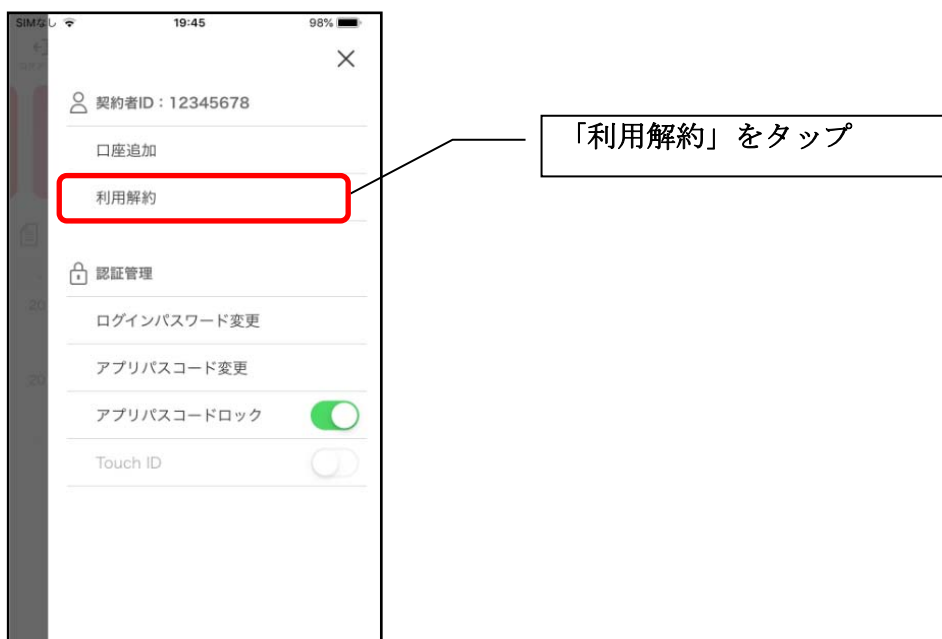 SIMなし 19:45 98%
契約者ID：12345678
口座追加
利用解約
「利用解約」をタップ
認証管理
20
ログインパスワード変更
アプリパスコード変更
20
アプリパスコードロック
Touch ID